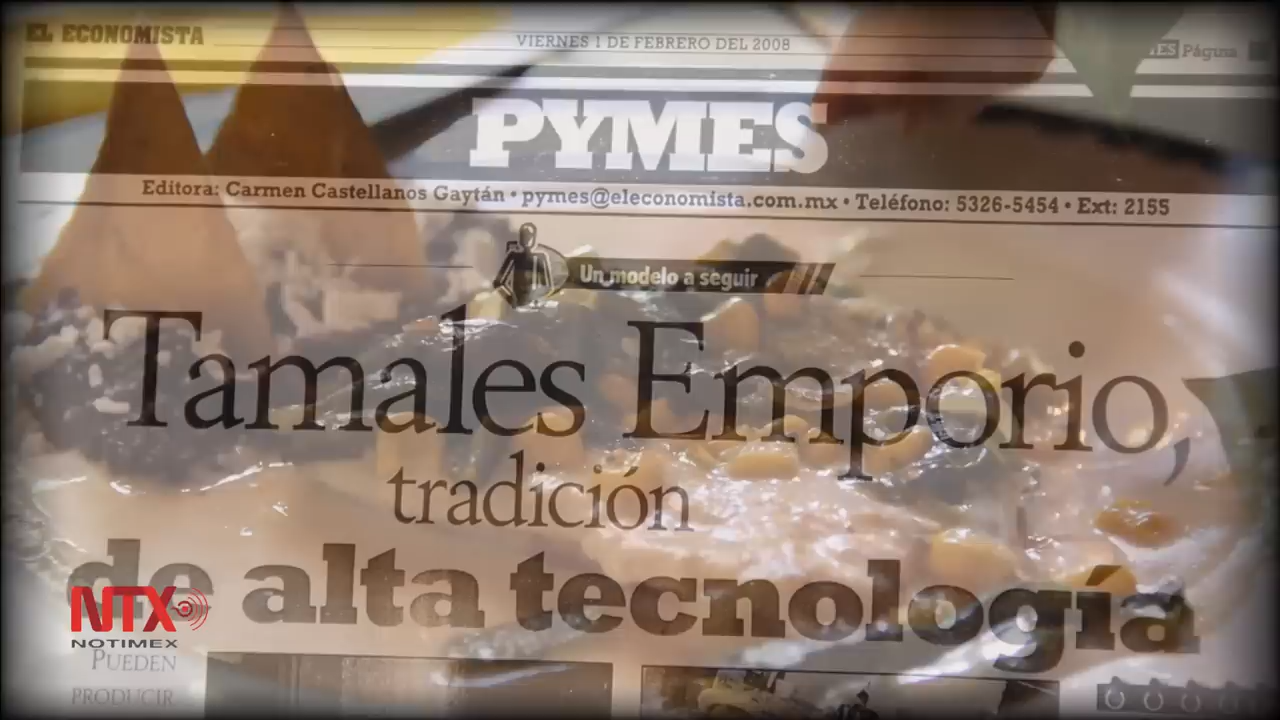 EL ECONOMISTA
VIERNES 1 DE FEBRERO DEL 2008
Página
PYMES
Editora: Carmen Castellanos Gaytán • pymes@eleconomista.com.mx • Teléfono: 5326-5454 • Ext: 2155
Un modelo a seguir
Tamales Emporio,
tradición
de alta tecnología
NTX
NOTIMEX
PUEDEN
PRODUCIR